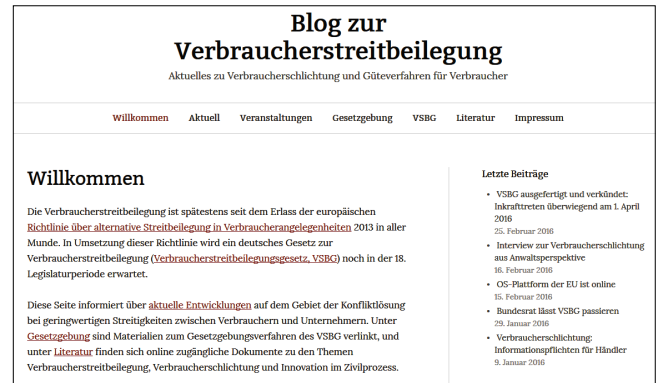 Blog zur
Verbraucherstreitbeilegung
Aktuelles zu Verbraucherschlichtung und Güteverfahren für Verbraucher
Willkommen Aktuell Veranstaltungen Gesetzgebung VSBG Literatur Impressum
Willkommen
Die Verbraucherstreitbeilegung ist spätestens seit dem Erlass der europäischen
Richtlinie über alternative Streitbeilegung in Verbraucherangelegenheiten 2013 in aller
Munde. In Umsetzung dieser Richtlinie wird ein deutsches Gesetz zur
Verbraucherstreitbeilegung (Verbraucherstreitbeilegungsgesetz, VSBG) noch in der 18.
Legislaturperiode erwartet.
Diese Seite informiert über aktuelle Entwicklungen auf dem Gebiet der Konfliktlösung
bei geringwertigen Streitigkeiten zwischen Verbrauchern und Unternehmern. Unter
Gesetzgebung sind Materialien zum Gesetzgebungsverfahren des VSBG verlinkt, und
unter Literatur finden sich online zugängliche Dokumente zu den Themen
Verbraucherstreitbeilegung, Verbraucherschlichtung und Innovation im Zivilprozess.
Letzte Beiträge
• VSBG ausgefertigt und verkündet:
Inkrafttreten überwiegend am 1. April
2016
25. Februar 2016
• Interview zur Verbraucherschlichtung
aus Anwaltsperspektive
16. Februar 2016
• OS-Plattform der EU ist online
15. Februar 2016
• Bundesrat lässt VSBG passieren
29. Januar 2016
• Verbraucherschlichtung:
Informationspflichten für Händler
9. Januar 2016